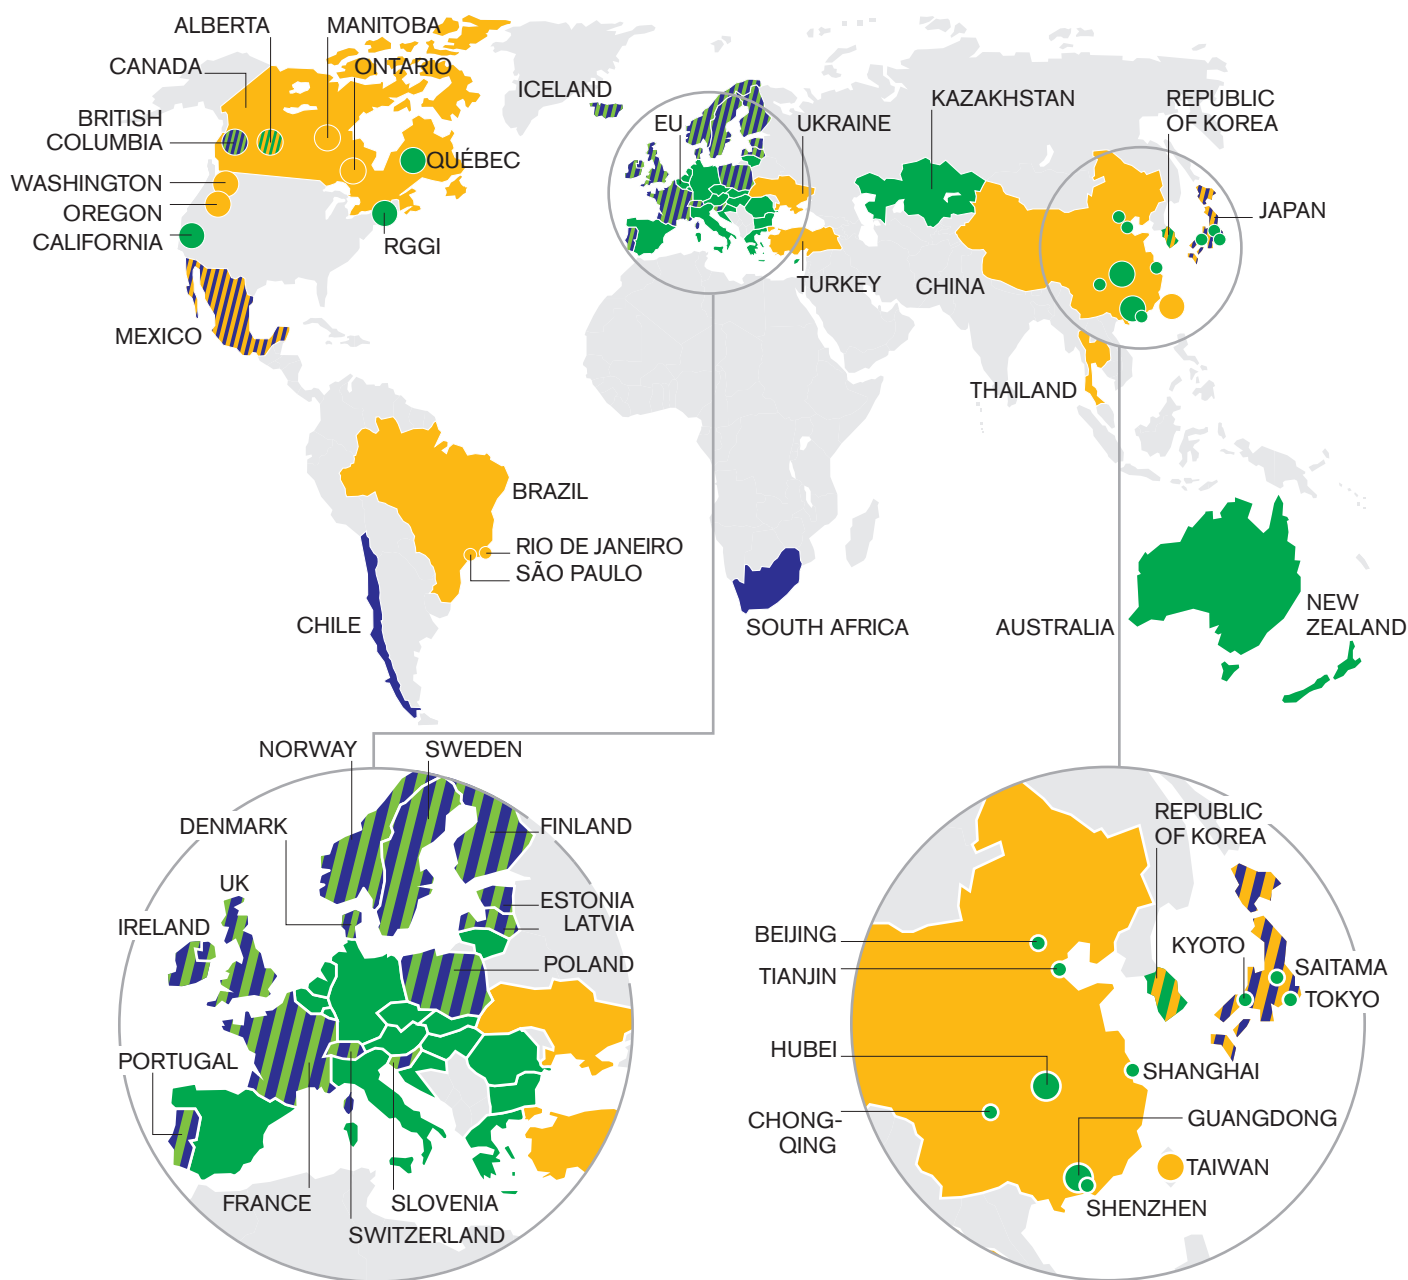 ALBERTA
MANITOBA
CANADA
ONTARIO
BRITISH
COLUMBIA
QUÉBEC
WASHINGTON
OREGON
CALIFORNIA
RGGI
MEXICO
ICELAND
EU
UKRAINE
KAZAKHSTAN
REPUBLIC
OF KOREA
JAPAN
TURKEY
CHINA
THAILAND
BRAZIL
RIO DE JANEIRO
SÃO PAULO
CHILE
SOUTH AFRICA
AUSTRALIA
NEW
ZEALAND
NORWAY
SWEDEN
DENMARK
FINLAND
UK
IRELAND
ESTONIA
LATVIA
POLAND
PORTUGAL
FRANCE
SLOVENIA
SWITZERLAND
REPUBLIC
OF KOREA
BEIJING
TIANJIN
KYOTO
SAITAMA
TOKYO
HUBEI
SHANGHAI
CHONG-
QING
GUANGDONG
TAIWAN
SHENZHEN